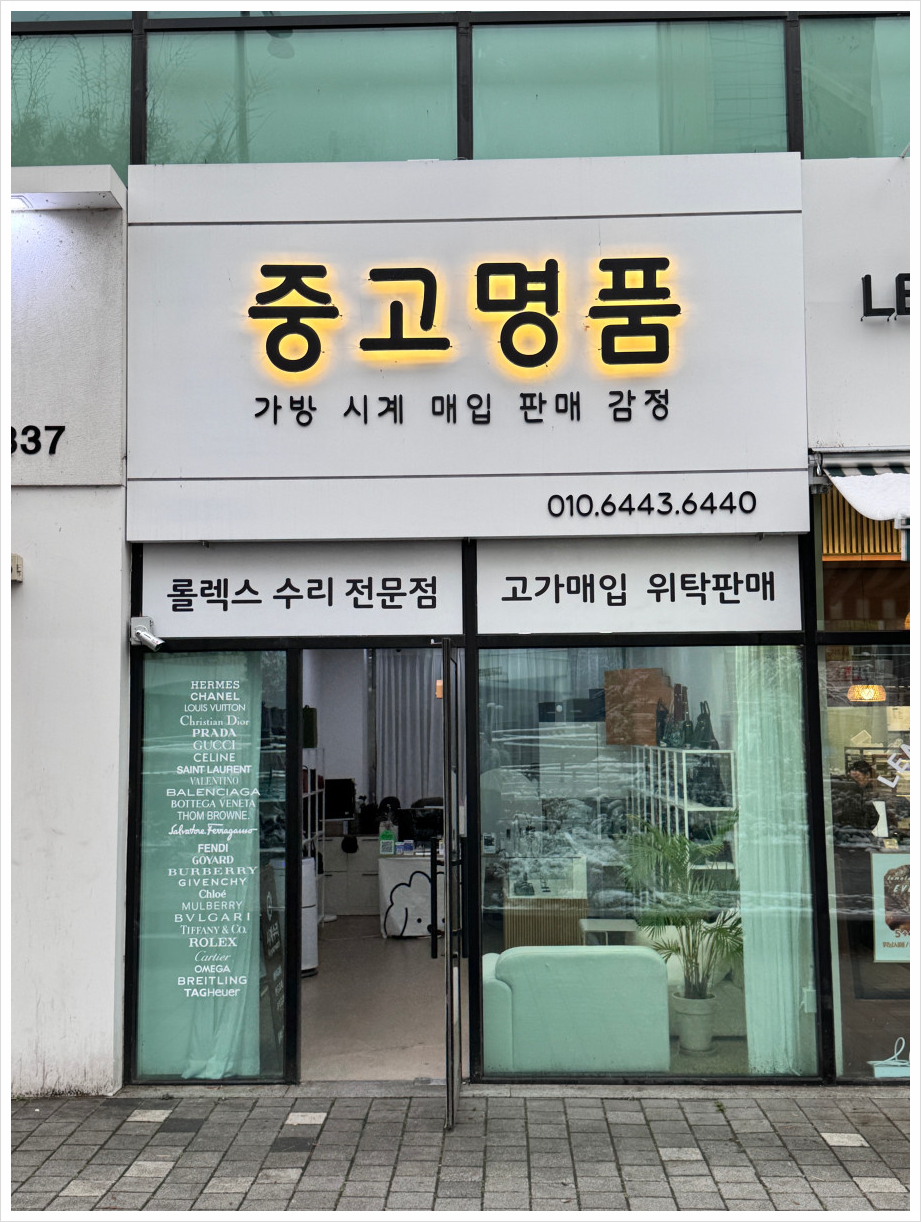 중고명품
가방 시계 매입 판매 감정
010.6443.6440
롤렉스 수리 전문점
고가매입 위탁판매
337
LE
HERMES
CHANEL
LOUIS VUITTON
Christian Dior
PRADA
GUCCI
CELINE
SAINT LAURENT
VALENTINO
BALENCIAGA
BOTTEGA VENETA
THOM BROWNE.
Salvatore Ferragamo
FENDI
GOYARD
BURBERRY
GIVENCHY
Chloé
MULBERRY
BVLGARI
TIFFANY & CO.
ROLEX
Cartier
OMEGA
BREITLING
TAGHeuer